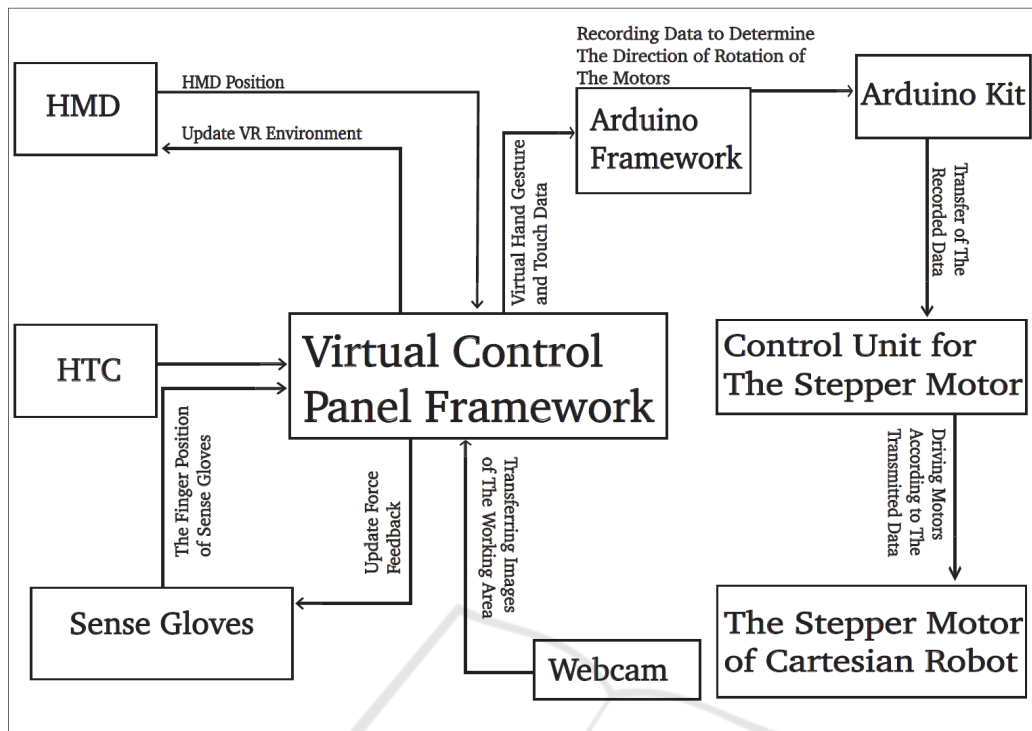 Recording Data to Determine
The Direction of Rotation of
The Motors
HMD
HMD Position
Update VR Environment
Arduino
Framework
Arduino Kit
Virtual Hand Gesture
and Touch Data
Transfer of The
Recorded Data
HTC
Virtual Control
Panel Framework
Control Unit for
The Stepper Motor
The Finger Position
of Sense Gloves
Update Force
Feedback
Transferring Images
of The Working Area
Driving Motors
According to The
Transmitted Data
Sense Gloves
Webcam
The Stepper Motor
of Cartesian Robot